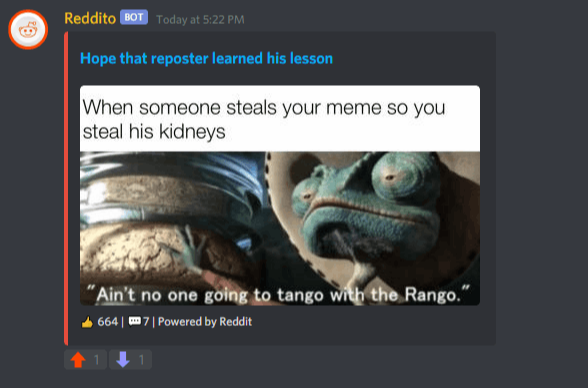 Reddito BOT Today at 5:22 PM
Hope that reposter learned his lesson
When someone steals your meme so you
steal his kidneys
"Ain't no one going to tango with the Rango."
👍 664 | 💬 7 | Powered by Reddit
1 1